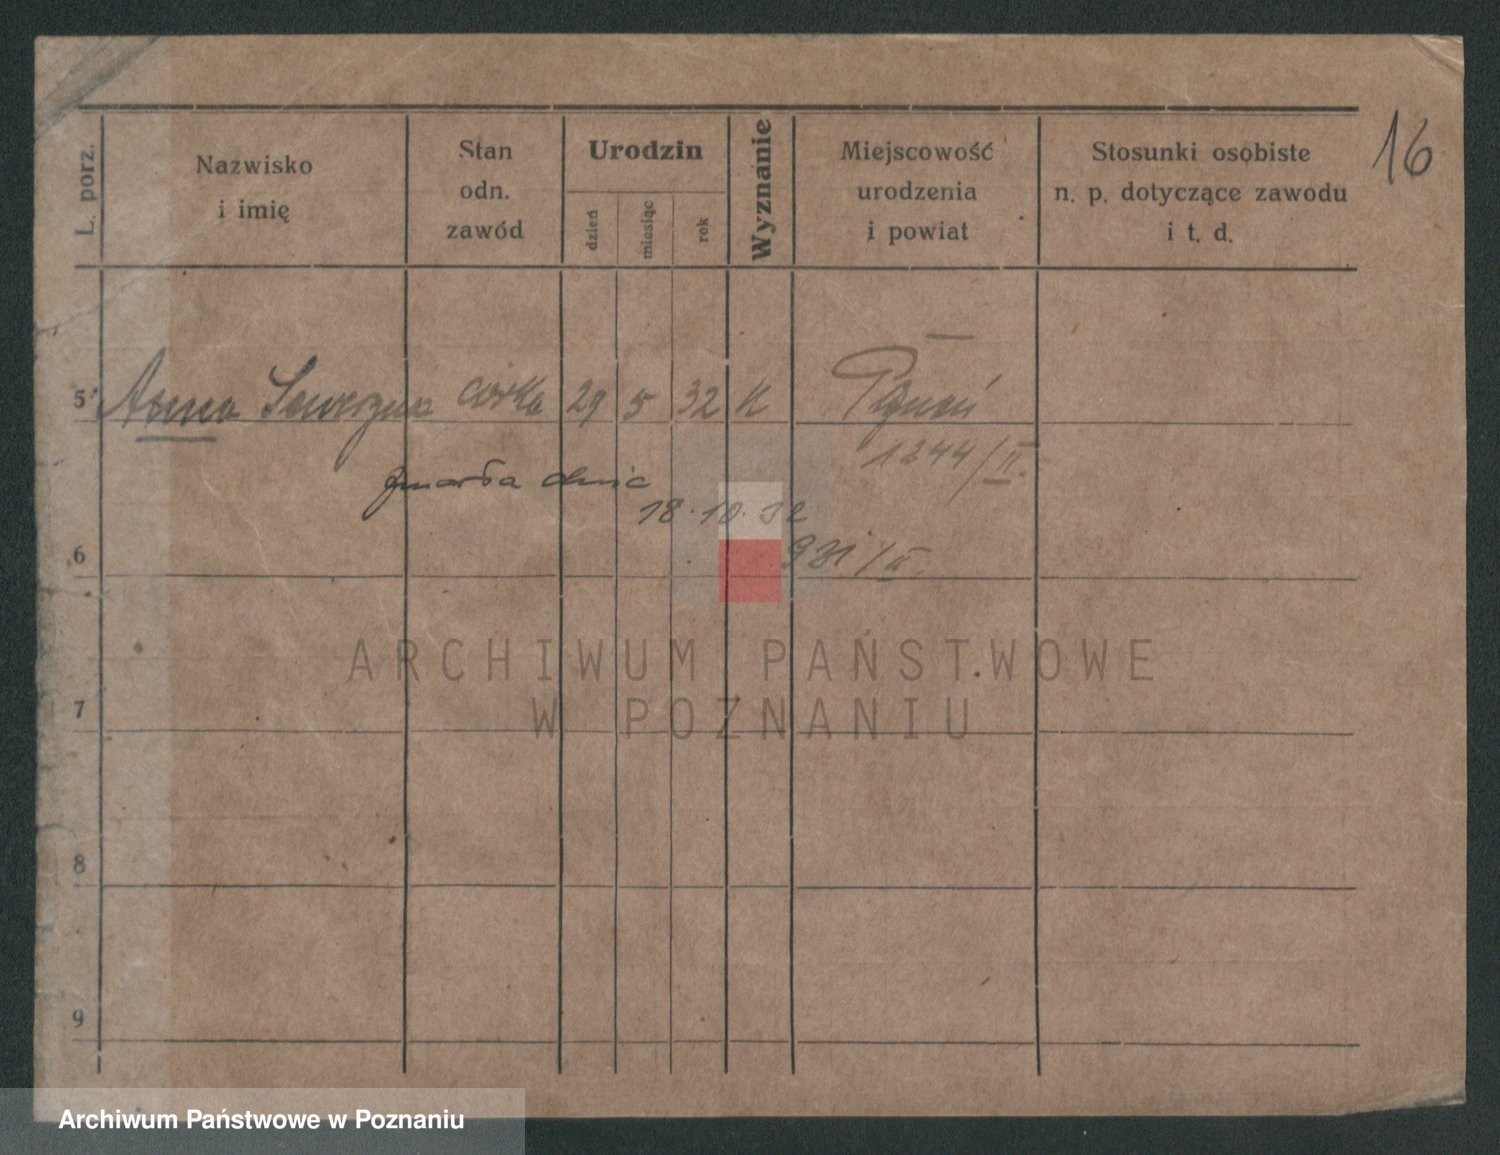 16
L. porz.
Nazwisko
i imię
Stan
odn.
zawód
Urodzin
dzień
miesiąc
rok
Wyznanie
Miejscowość
urodzenia
i powiat
Stosunki osobiste
n. p. dotyczące zawodu
i t. d.
5 Anna Seweryna córka 29 5 32 K Poznań
1244/II.
zmarła dnia
18.10.32
6
931/II.
ARCHIWUM PAŃSTWOWE
W POZNANIU
7
8
9
Archiwum Państwowe w Poznaniu